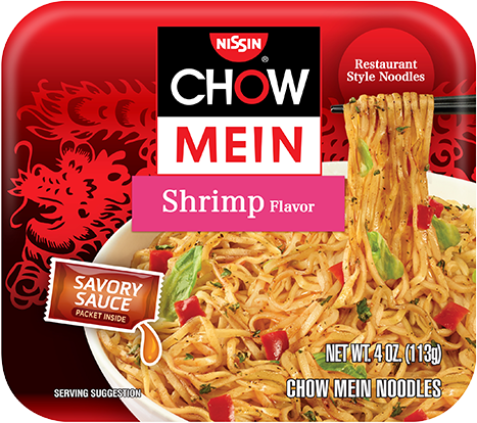 NISSIN
CHOW
MEIN
Restaurant
Style Noodles
Shrimp Flavor
SAVORY
SAUCE
PACKET INSIDE
NET WT. 4 OZ. (113g)
CHOW MEIN NOODLES
SERVING SUGGESTION